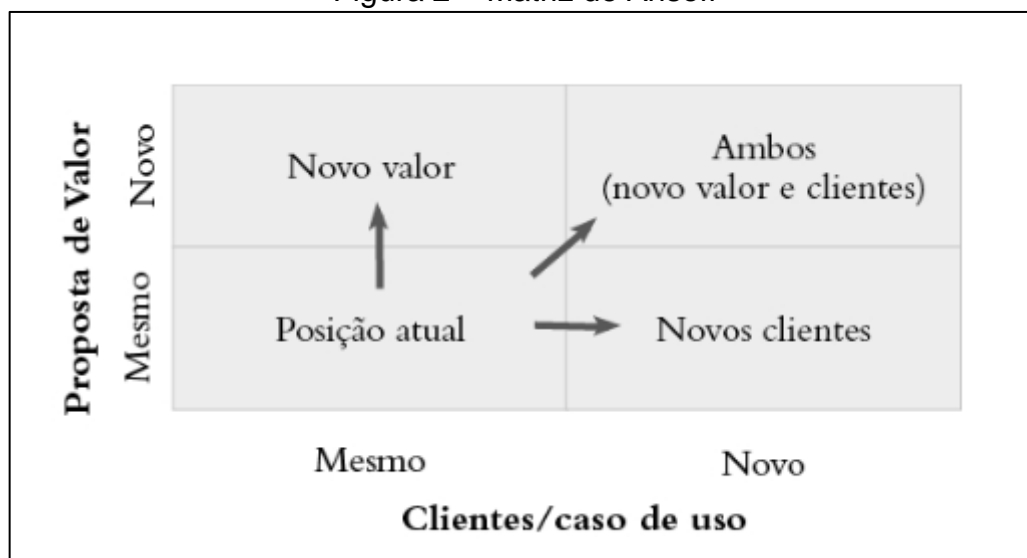 Novo valor
Ambos
(novo valor e clientes)
Posição atual
Novos clientes
Proposta de Valor
Novo
Mesmo
Mesmo
Novo
Clientes/caso de uso